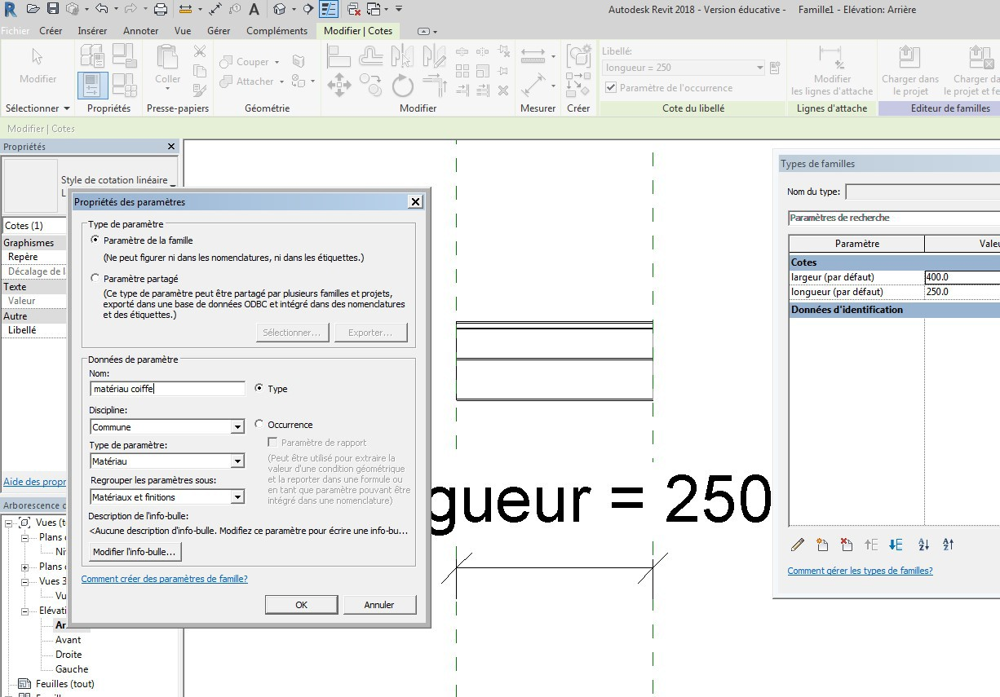 Autodesk Revit 2018 - Version éducative - Famille1 - Elévation: Arrière
Fichier Créer Insérer Annoter Vue Gérer Compléments Modifier | Cotes
Modifier
Coller
Couper
Attacher
Libellé:
longueur = 250
Paramètre de l'occurrence
Modifier
les lignes d'attache
Charger dans
le projet
Charger da
le projet et fe
Sélectionner Propriétés Presse-papiers Géométrie Modifier Mesurer Créer Cote du libellé Lignes d'attache Editeur de familles
Modifier | Cotes
Propriétés
Style de cotation linéaire
L
Cotes (1)
Graphismes
Repère
Décalage de l
Texte
Valeur
Autre
Libellé
Aide des propr
Arborescence d
Vues (t
Plans
Ni
Plans
Vues 3
Vu
Elévati
Ar
Avant
Droite
Gauche
Feuilles (tout)
Propriétés des paramètres
Type de paramètre
Paramètre de la famille
(Ne peut figurer ni dans les nomenclatures, ni dans les étiquettes.)
Paramètre partagé
(Ce type de paramètre peut être partagé par plusieurs familles et projets,
exporté dans une base de données ODBC et intégré dans des nomenclatures
et des étiquettes.)
Sélectionner... Exporter...
Données de paramètre
Nom:
matériau coiffe
Type
Discipline:
Commune
Occurrence
Paramètre de rapport
Type de paramètre:
Matériau
(Peut être utilisé pour extraire la
valeur d'une condition géométrique
et la reporter dans une formule ou
en tant que paramètre pouvant être
intégré dans une nomenclature)
Regrouper les paramètres sous:
Matériaux et finitions
Description de l'info-bulle:
<Aucune description d'info-bulle. Modifiez ce paramètre pour écrire une info-bu...
Modifier l'info-bulle...
Comment créer des paramètres de famille?
OK Annuler
gueur = 250
Types de familles
Nom du type:
Paramètres de recherche
Paramètre Valeu
Cotes
largeur (par défaut) 400.0
longueur (par défaut) 250.0
Données d'identification
Comment gérer les types de familles?